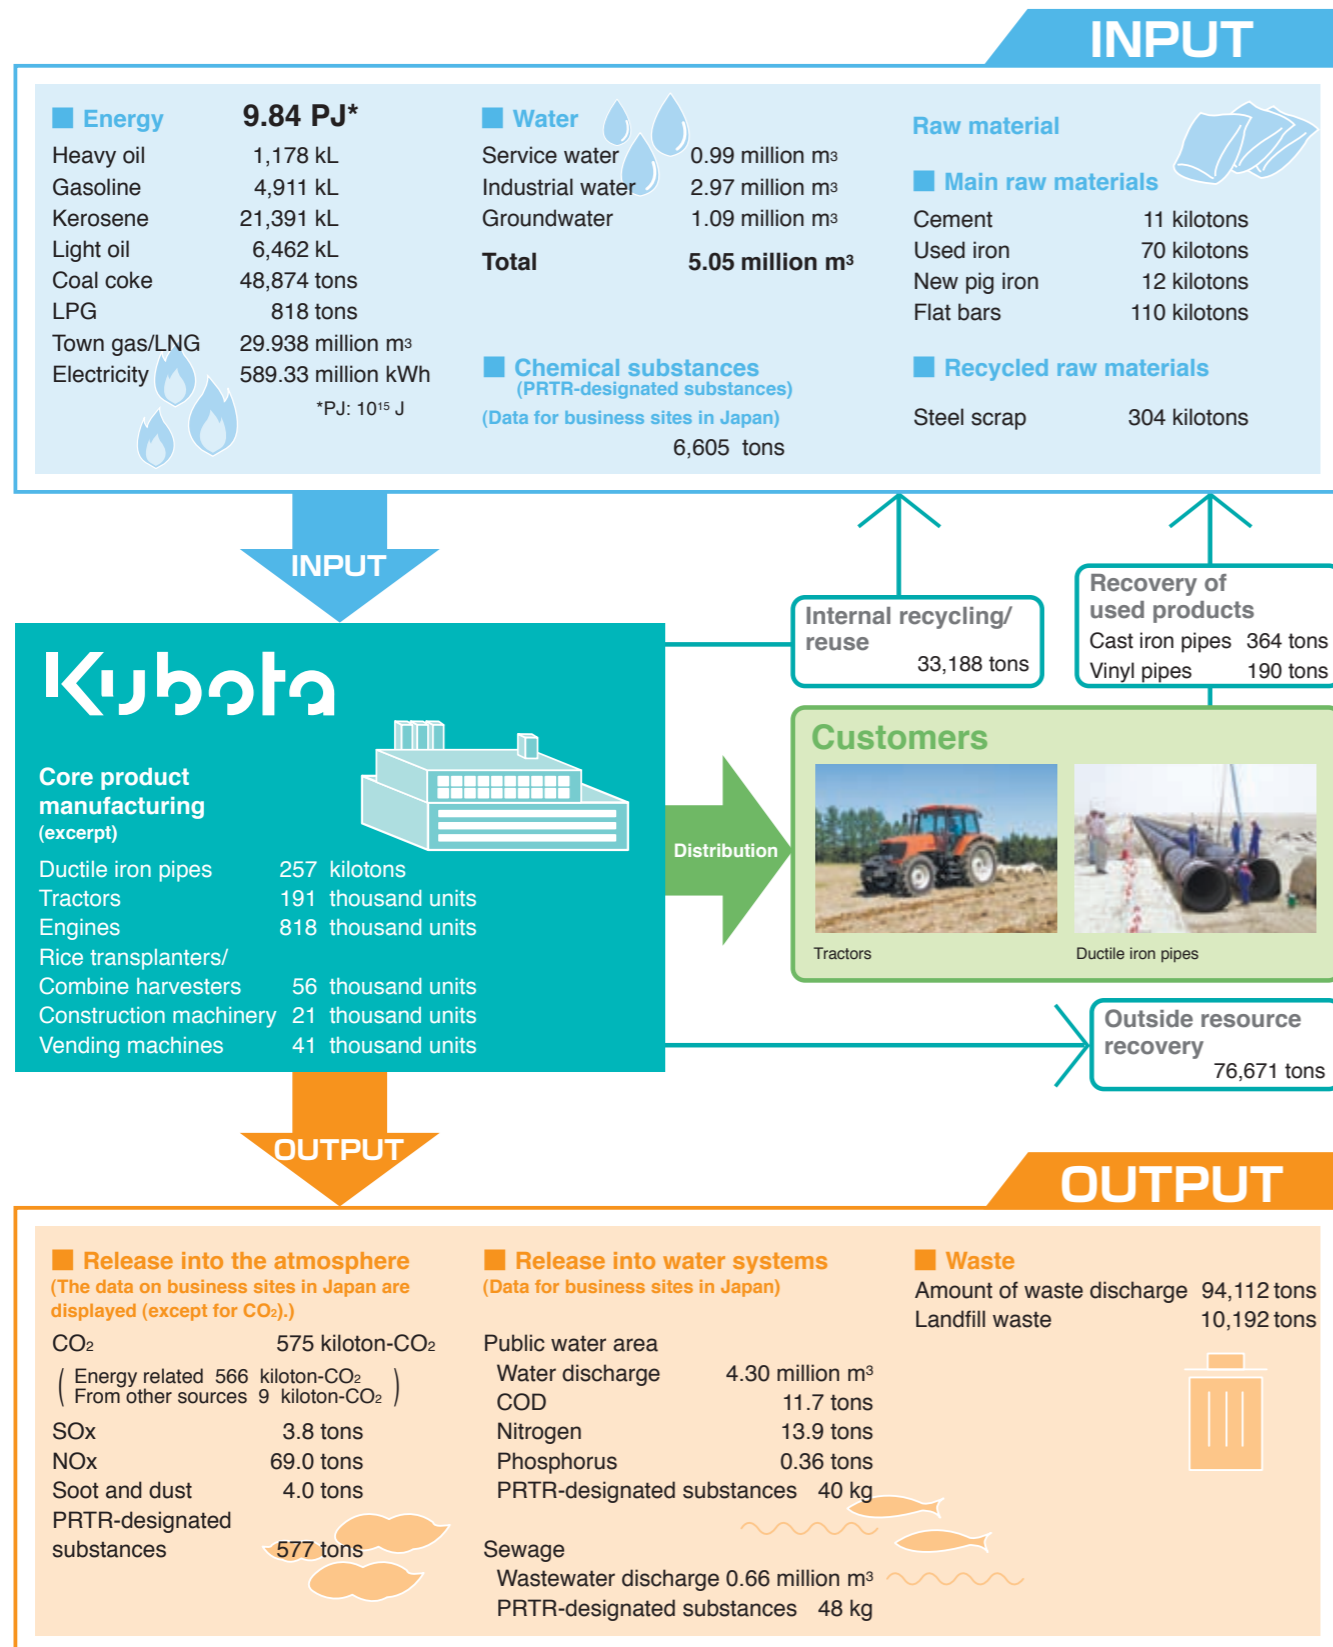 INPUT
Energy 9.84 PJ*
Heavy oil 1,178 kL
Gasoline 4,911 kL
Kerosene 21,391 kL
Light oil 6,462 kL
Coal coke 48,874 tons
LPG 818 tons
Town gas/LNG 29.938 million m³
Electricity 589.33 million kWh
*PJ: 10¹⁵ J
Water
Service water 0.99 million m³
Industrial water 2.97 million m³
Groundwater 1.09 million m³
Total 5.05 million m³
Chemical substances
(PRTR-designated substances)
(Data for business sites in Japan)
6,605 tons
Raw material
Main raw materials
Cement 11 kilotons
Used iron 70 kilotons
New pig iron 12 kilotons
Flat bars 110 kilotons
Recycled raw materials
Steel scrap 304 kilotons
INPUT
Internal recycling/
reuse
33,188 tons
Recovery of
used products
Cast iron pipes 364 tons
Vinyl pipes 190 tons
Kubota
Core product
manufacturing
(excerpt)
Ductile iron pipes 257 kilotons
Tractors 191 thousand units
Engines 818 thousand units
Rice transplanters/
Combine harvesters 56 thousand units
Construction machinery 21 thousand units
Vending machines 41 thousand units
Distribution
Customers
Tractors
Ductile iron pipes
Outside resource
recovery
76,671 tons
OUTPUT
OUTPUT
Release into the atmosphere
(The data on business sites in Japan are
displayed (except for CO₂).)
CO₂ 575 kiloton-CO₂
( Energy related 566 kiloton-CO₂
From other sources 9 kiloton-CO₂ )
SOx 3.8 tons
NOx 69.0 tons
Soot and dust 4.0 tons
PRTR-designated
substances 577 tons
Release into water systems
(Data for business sites in Japan)
Public water area
Water discharge 4.30 million m³
COD 11.7 tons
Nitrogen 13.9 tons
Phosphorus 0.36 tons
PRTR-designated substances 40 kg
Sewage
Wastewater discharge 0.66 million m³
PRTR-designated substances 48 kg
Waste
Amount of waste discharge 94,112 tons
Landfill waste 10,192 tons